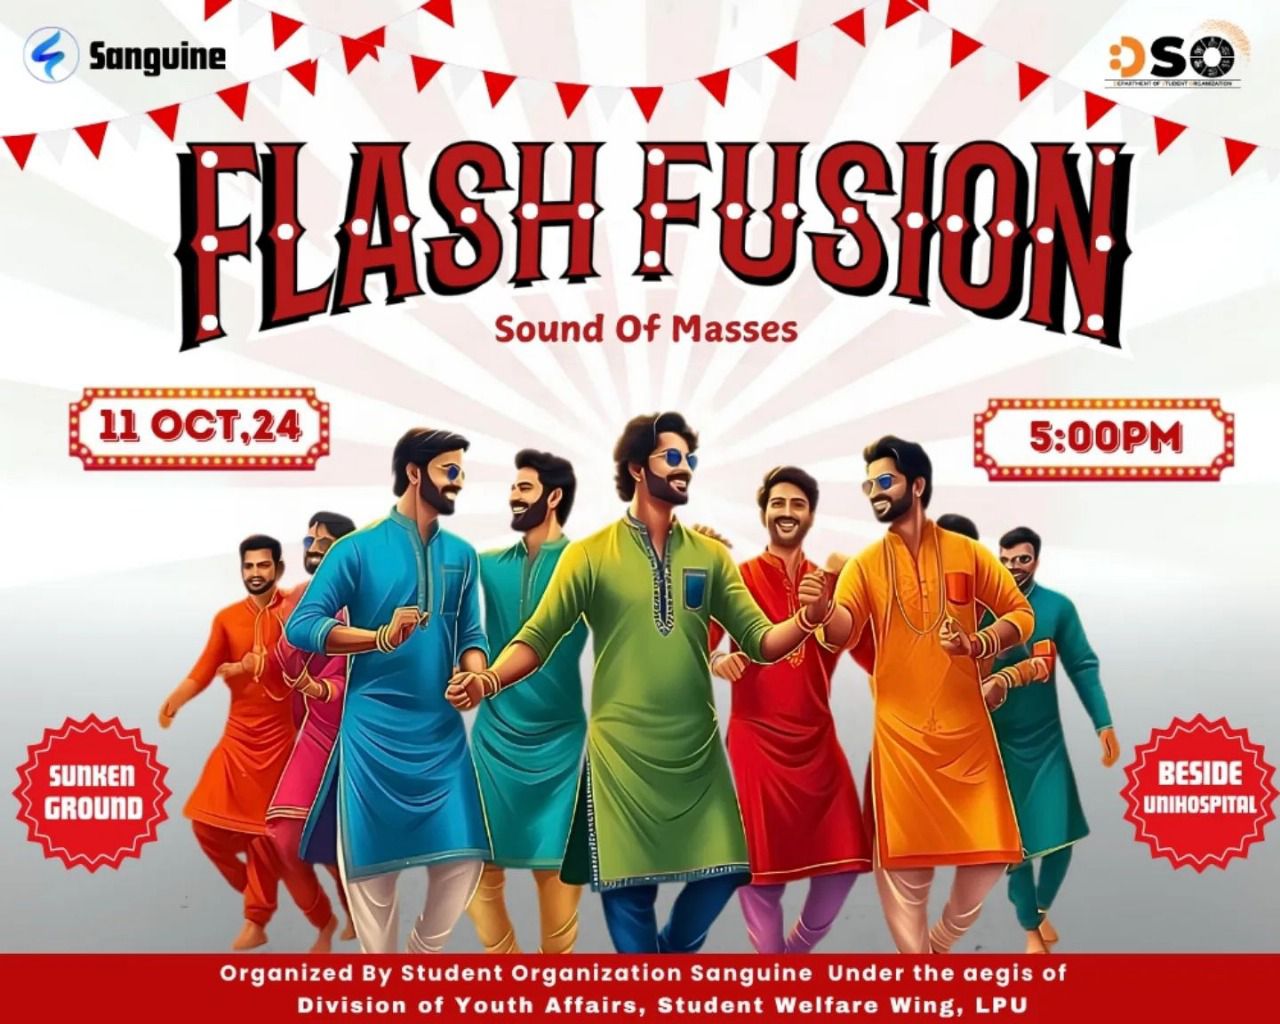 Sanguine
DSO
DEPARTMENT OF STUDENT ORGANIZATION
FLASH FUSION
Sound Of Masses
11 OCT,24
5:00PM
SUNKEN
GROUND
BESIDE
UNIHOSPITAL
Organized By Student Organization Sanguine Under the aegis of
Division of Youth Affairs, Student Welfare Wing, LPU